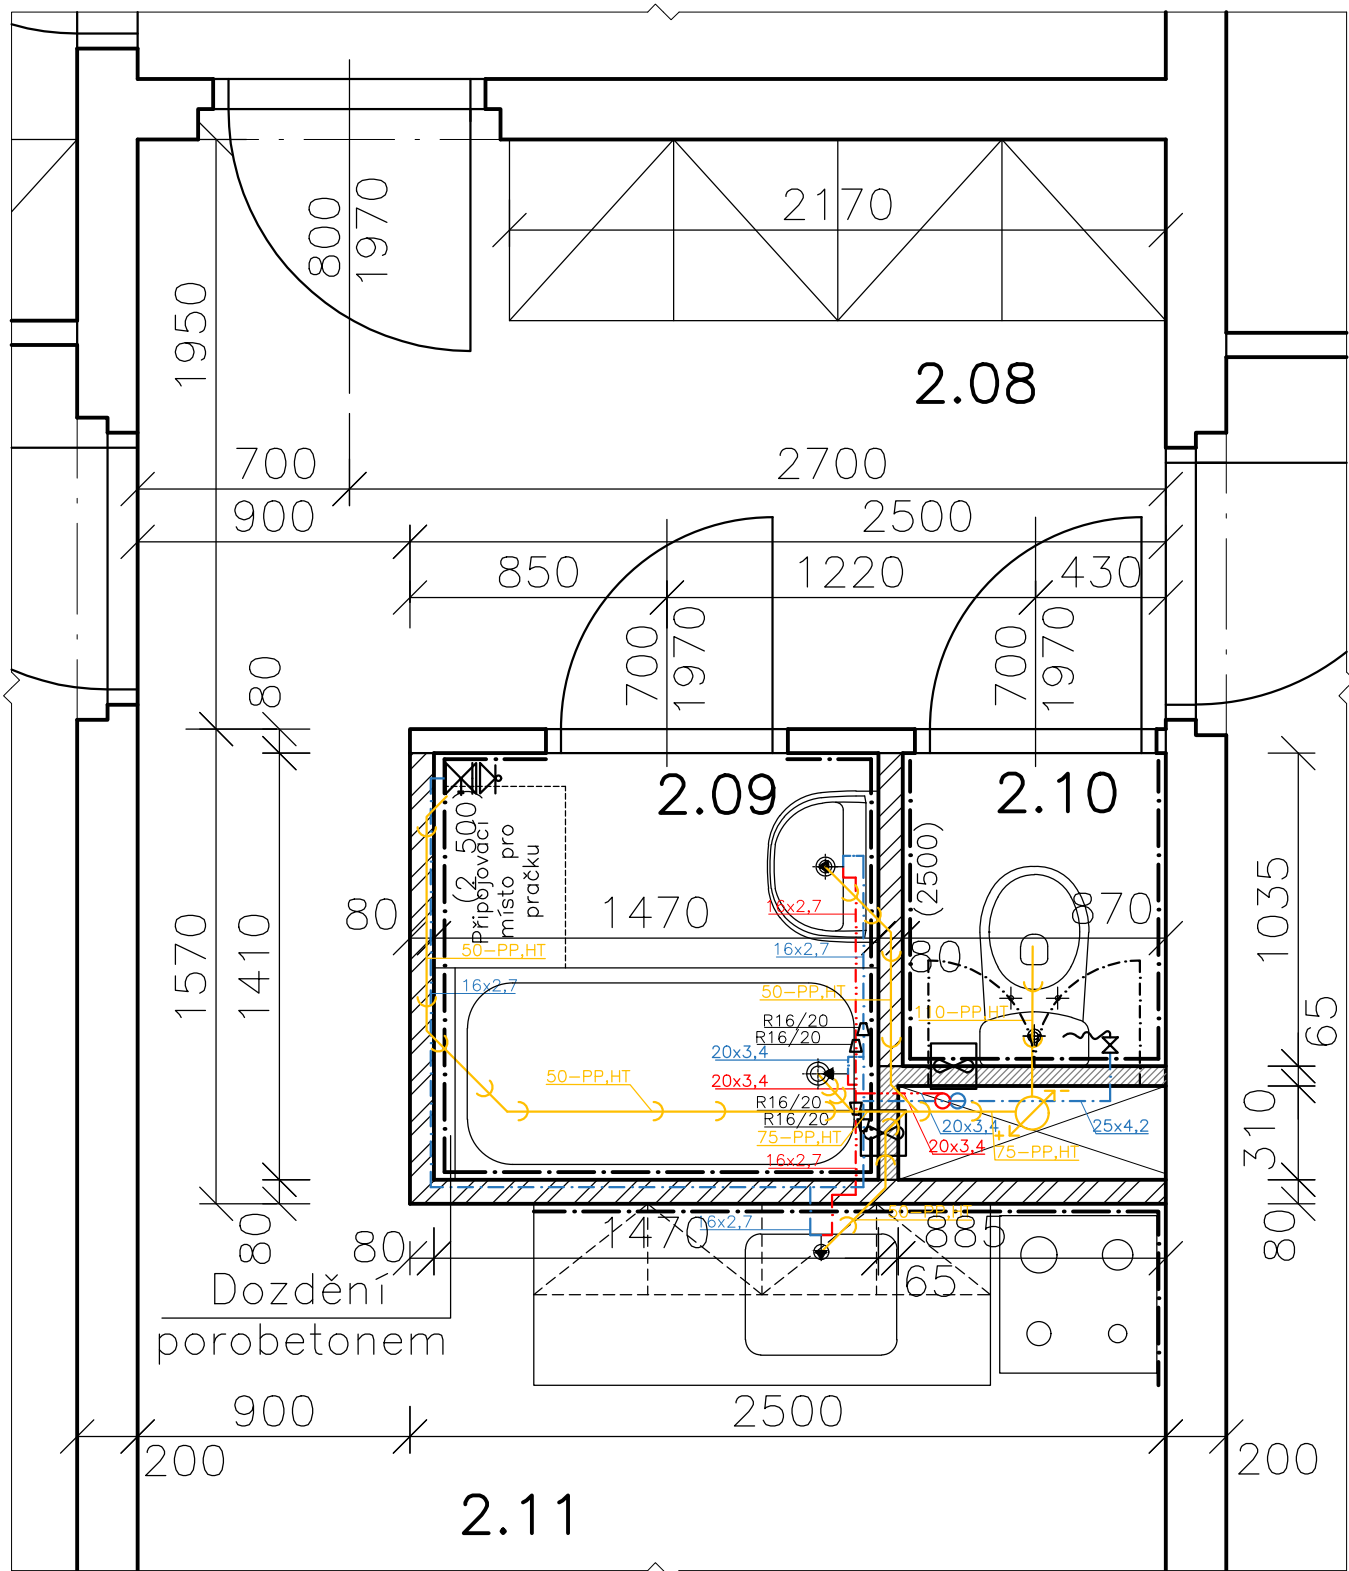 2170
800
1970
1950
2.08
700
2700
900
2500
850
1220
430
700
1970
700
1970
80
2.09
2.10
(2 500)
Připojovací
místo pro
pračku
(2500)
1035
80
1470
870
16x2,7
1570
1410
50-PP,HT
16x2,7
80
16x2,7
50-PP,HT
110-PP,HT
65
R16/20
R16/20
20x3,4
50-PP,HT
20x3,4
R16/20
R16/20
20x3,4
25x4,2
75-PP,HT
20x3,4
75-PP,HT
16x2,7
310
50-PP,HT
16x2,7
80
80
1470
885
80
65
Dozdění
porobetonem
900
2500
200
200
2.11